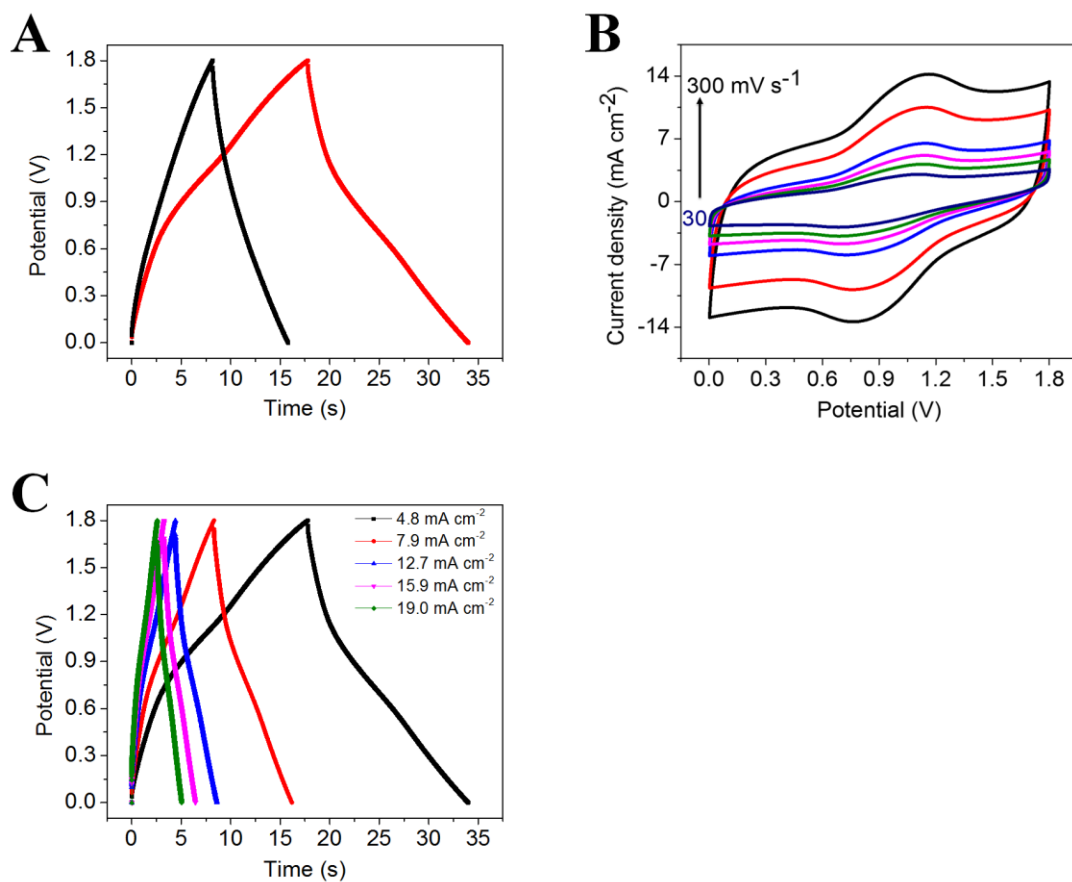 A
1.8
1.5
1.2
0.9
0.6
0.3
0.0
Potential (V)
0 5 10 15 20 25 30 35
Time (s)
B
14
7
0
-7
-14
Current density (mA cm-2)
300 mV s-1
30
0.0 0.3 0.6 0.9 1.2 1.5 1.8
Potential (V)
C
1.8
1.5
1.2
0.9
0.6
0.3
0.0
Potential (V)
4.8 mA cm-2
7.9 mA cm-2
12.7 mA cm-2
15.9 mA cm-2
19.0 mA cm-2
0 5 10 15 20 25 30 35
Time (s)